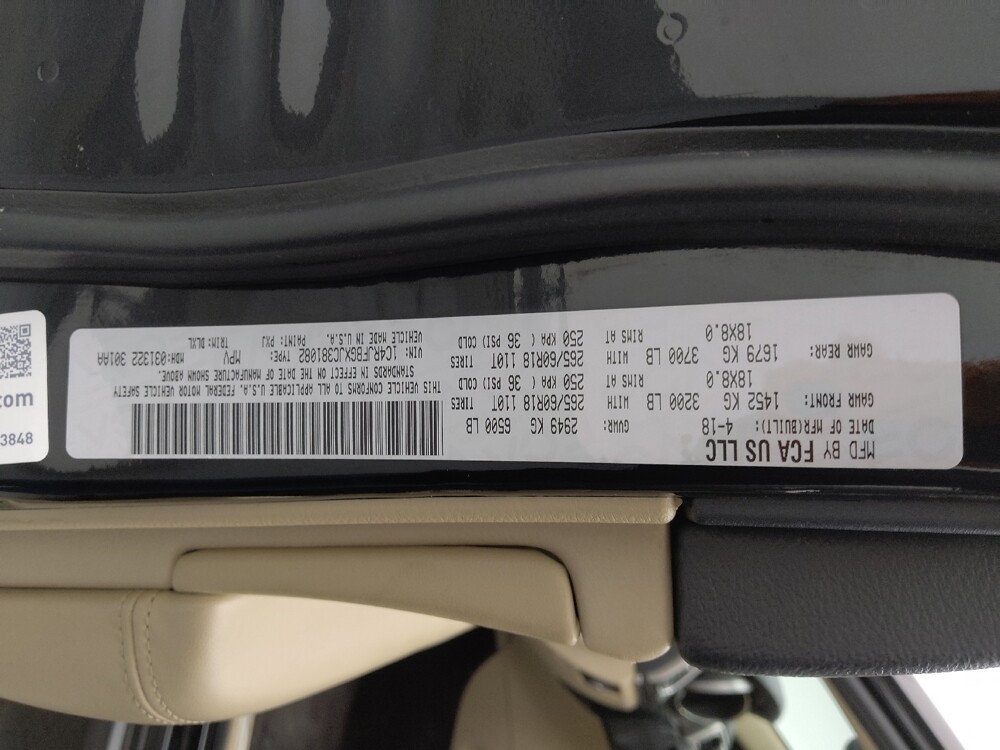 com
3848
MFD BY FCA US LLC
DATE OF MFR(BUILT): 4-18 GVWR: 2949 KG 6500 LB
GAWR FRONT: 1452 KG 3200 LB WITH 265/60R18 110T TIRES
18X8.0 RIMS AT 250 KPA ( 36 PSI) COLD
GAWR REAR: 1679 KG 3700 LB WITH 265/60R18 110T TIRES
18X8.0 RIMS AT 250 KPA ( 36 PSI) COLD
THIS VEHICLE CONFORMS TO ALL APPLICABLE U.S.A. FEDERAL MOTOR VEHICLE SAFETY
STANDARDS IN EFFECT ON THE DATE OF MANUFACTURE SHOWN ABOVE.
VIN: 1C4RJFBGXJC381082 TYPE: MPV MDH:031322 301AA
VEHICLE MADE IN U.S.A. PAINT: PXJ TRIM: DLXL